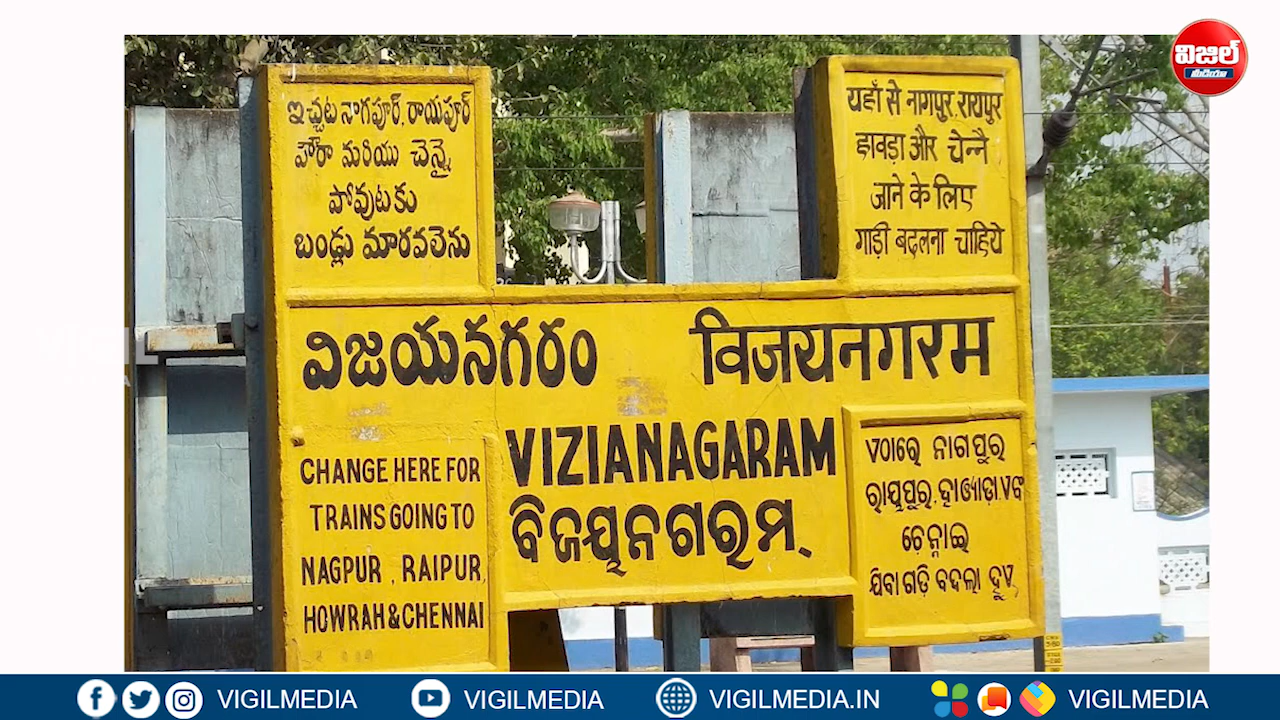 విజిల్
మీడియా
ఇచ్చట నాగపూర్, రాయపూర్
హౌరా మరియు చెన్నై
పోవుటకు
బండ్లు మారవలెను
यहाँ से नागपुर, रायपुर
हावड़ा और चेन्नै
जाने के लिए
गाड़ी बदलना चाहिये
విజయనగరం विजयनगरम
VIZIANAGARAM
ବିଜୟନଗରମ୍
CHANGE HERE FOR
TRAINS GOING TO
NAGPUR, RAIPUR,
HOWRAH & CHENNAI
ଏଠାରେ ନାଗପୁର
ରାୟପୁର, ହାଓଡ଼ା, ଏବଂ
ଚେନ୍ନାଇ
ଯିବା ଗାଡ଼ି ବଦଳା ହୁଏ
VIGILMEDIA VIGILMEDIA VIGILMEDIA.IN VIGILMEDIA